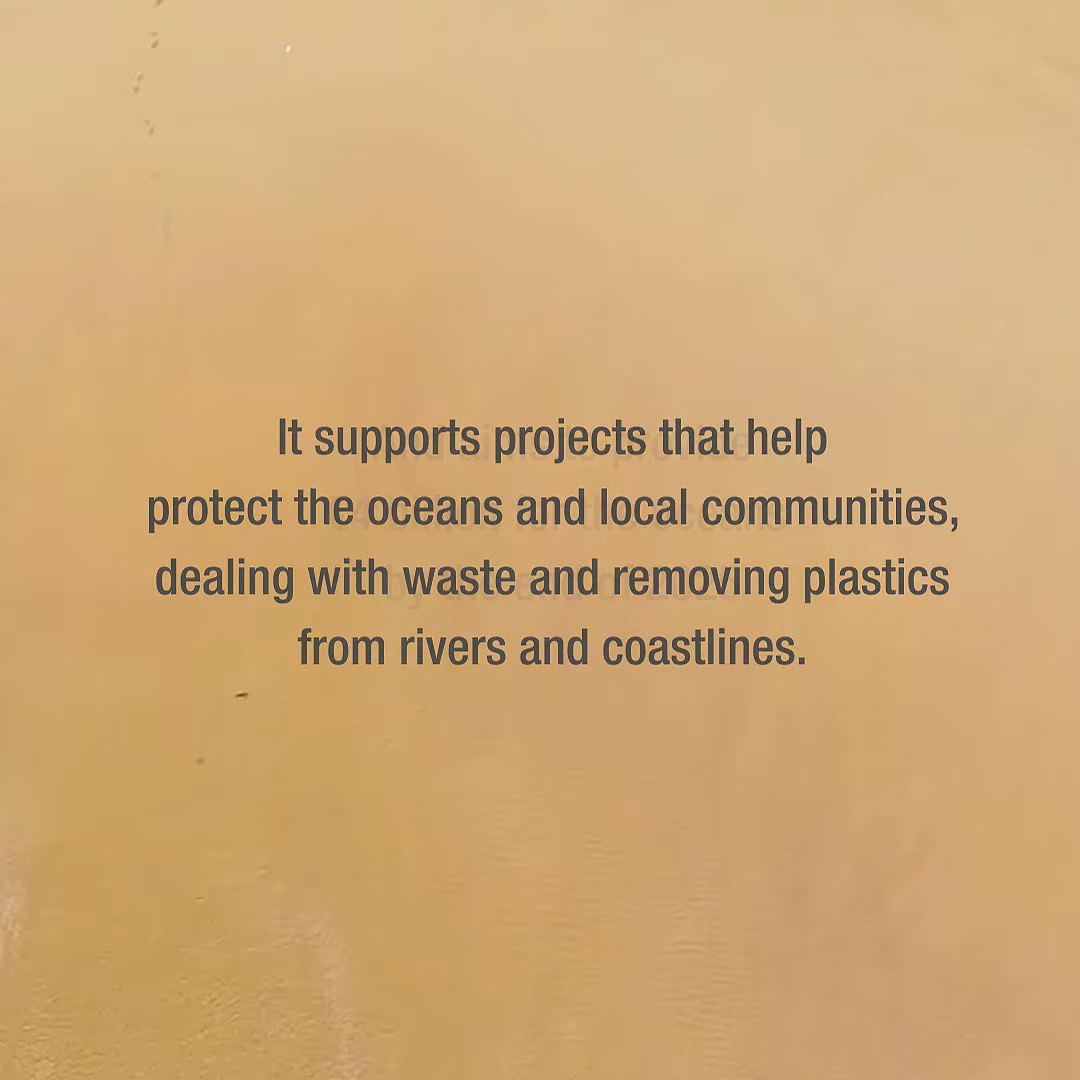 It supports projects that help
protect the oceans and local communities,
dealing with waste and removing plastics
from rivers and coastlines.